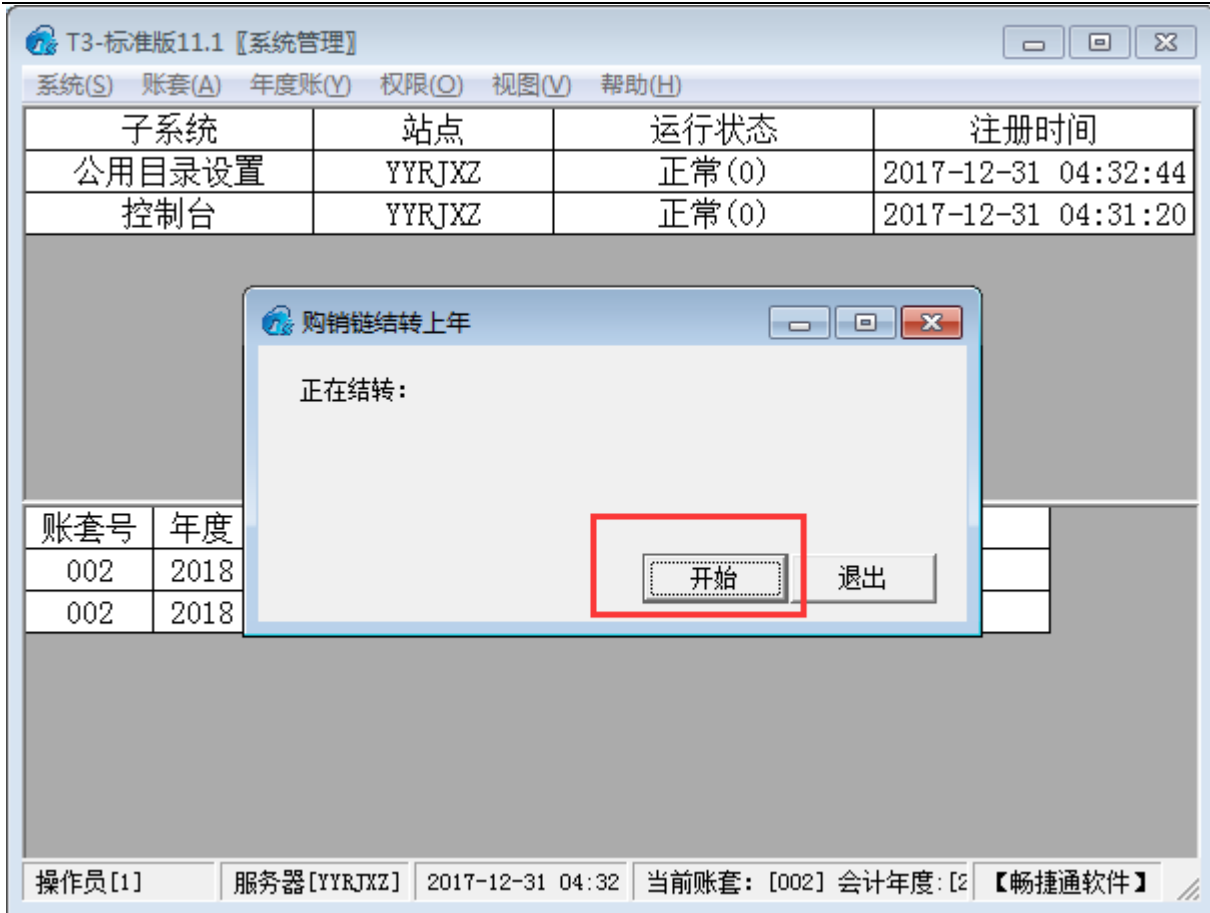 T3-标准版11.1〖系统管理〗
系统(S) 账套(A) 年度账(Y) 权限(O) 视图(V) 帮助(H)
子系统 站点 运行状态 注册时间
公用目录设置 YYRJXZ 正常(0) 2017-12-31 04:32:44
控制台 YYRJXZ 正常(0) 2017-12-31 04:31:20
购销链结转上年
正在结转:
开始 退出
账套号 年度
002 2018
002 2018
操作员[1] 服务器[YYRJXZ] 2017-12-31 04:32 当前账套: [002] 会计年度:[2 【畅捷通软件】